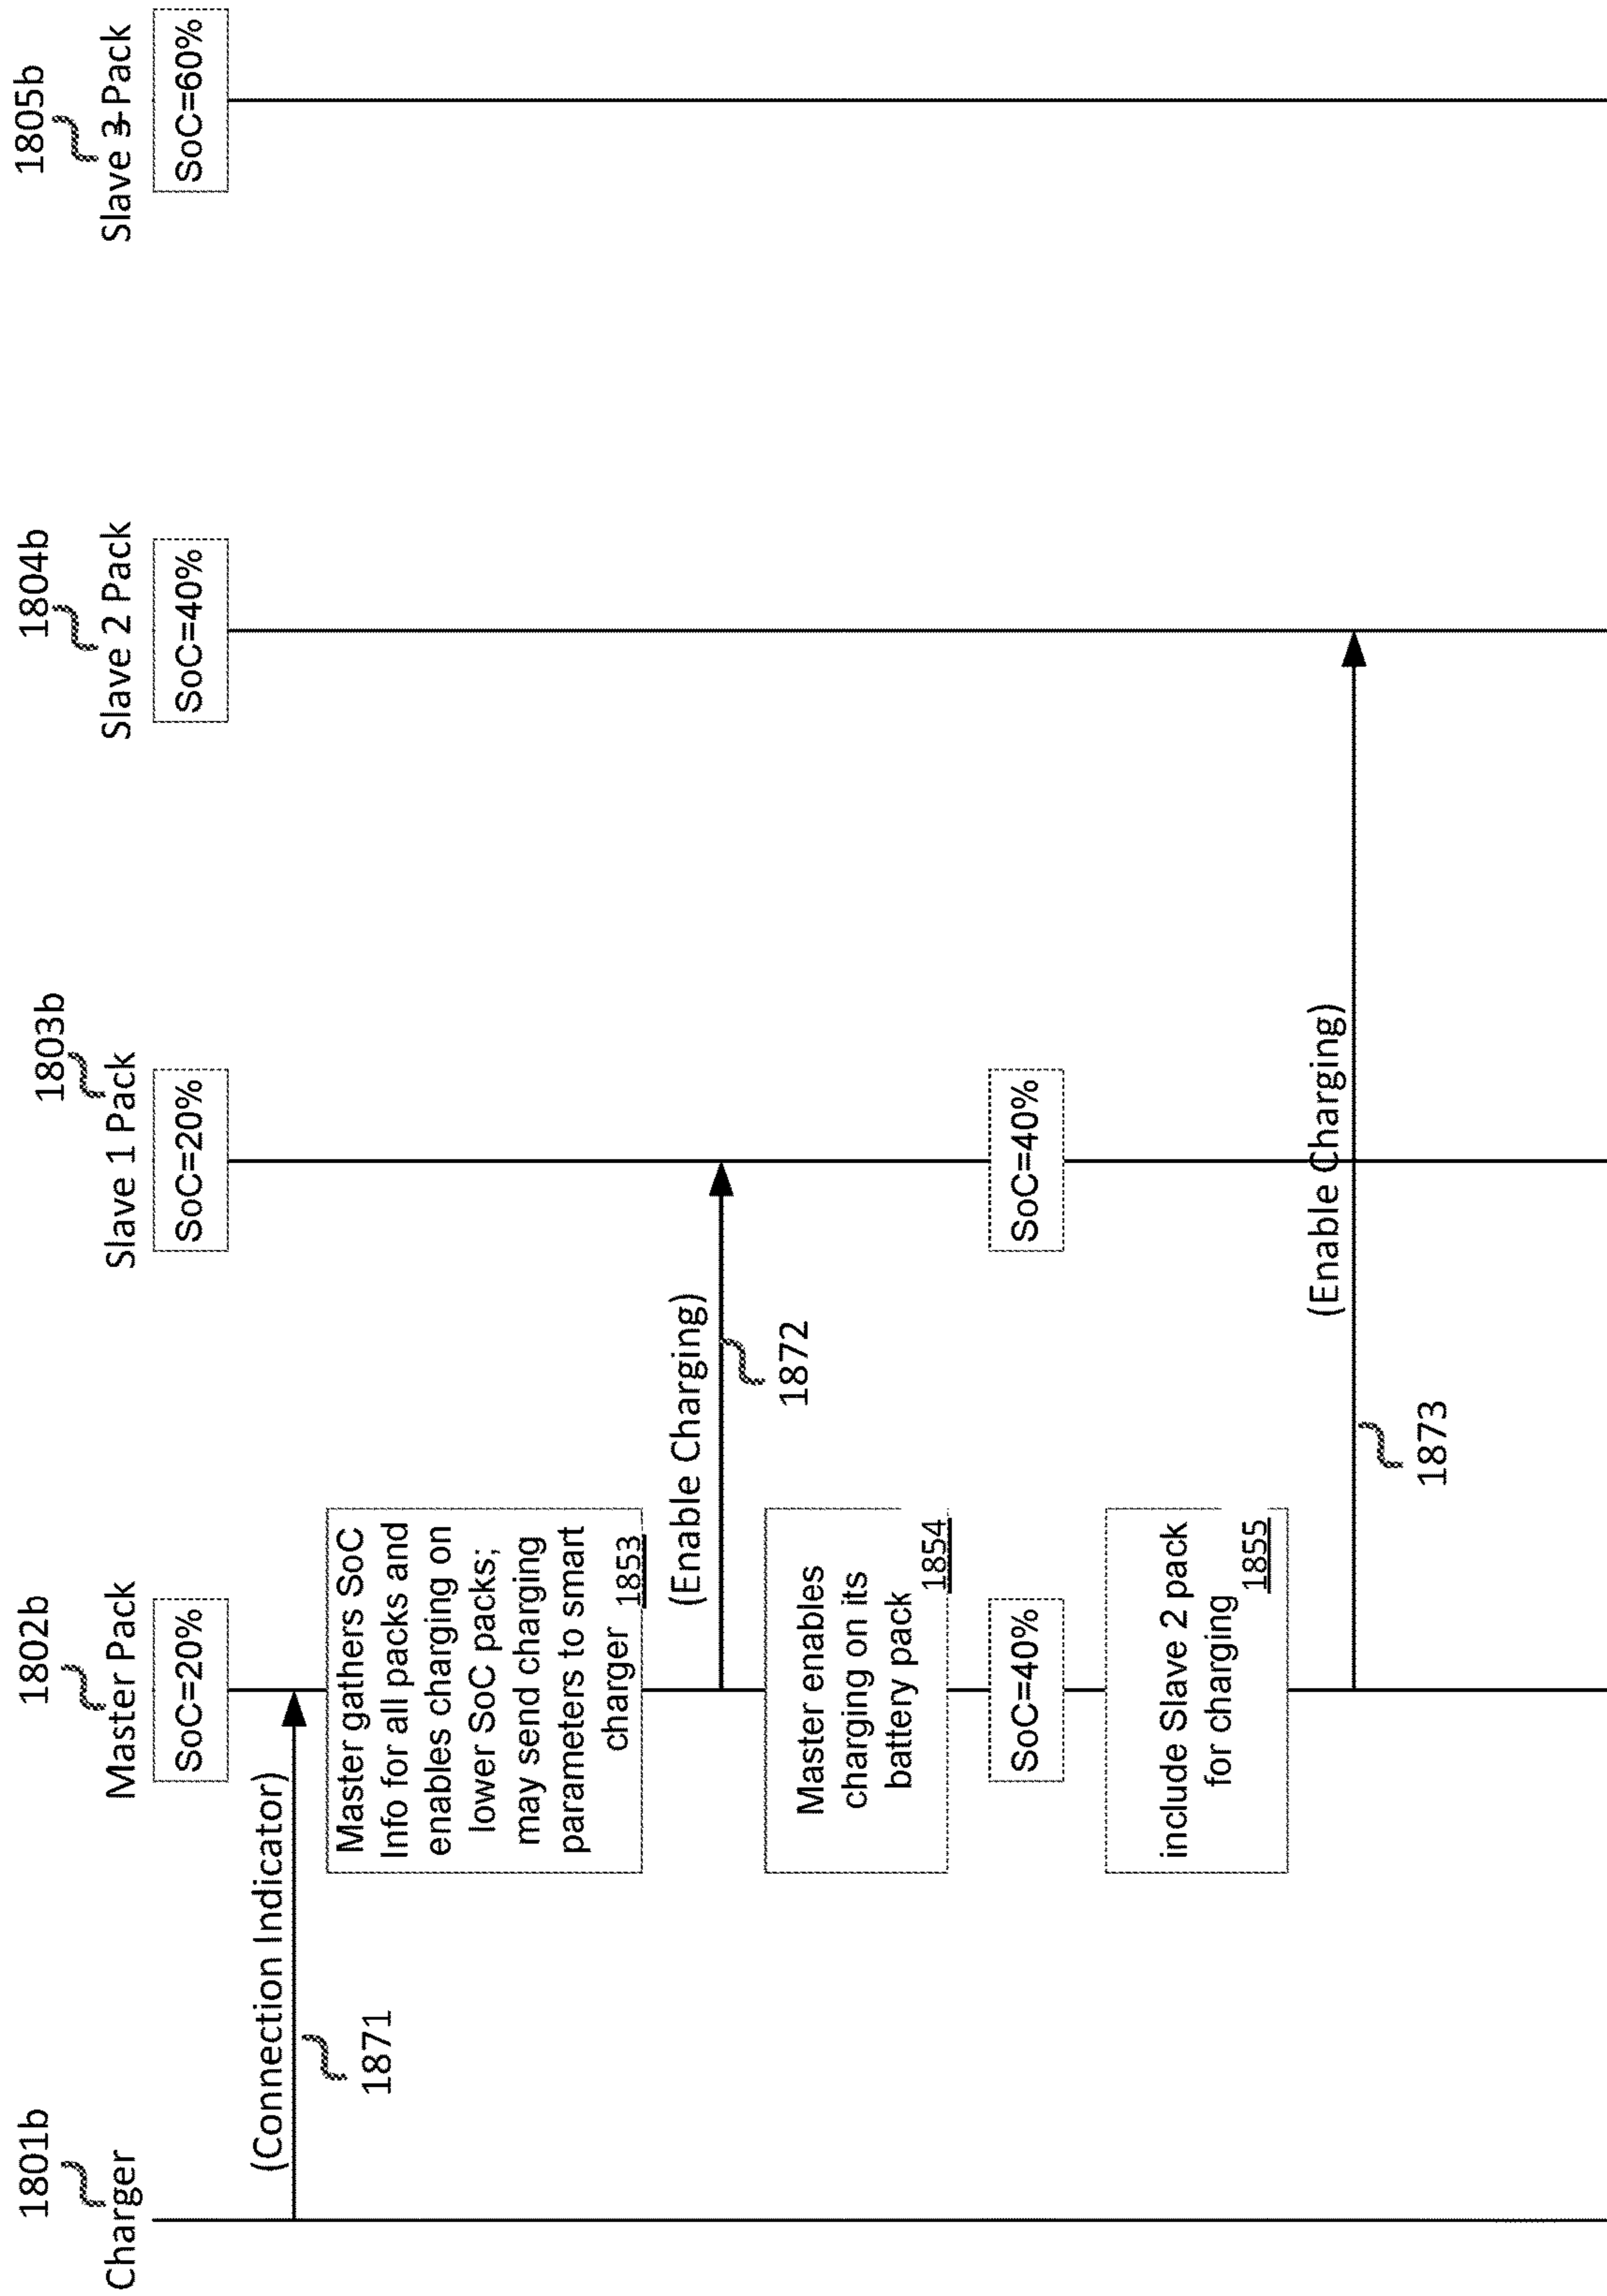 1801b
1802b
1803b
1804b
1805b
Charger
Master Pack
Slave 1 Pack
Slave 2 Pack
Slave 3 Pack
SoC=20%
SoC=20%
SoC=40%
SoC=60%
(Connection Indicator)
1871
Master gathers SoC
Info for all packs and
enables charging on
lower SoC packs;
may send charging
parameters to smart
charger 1853
(Enable Charging)
1872
Master enables
charging on its
battery pack
1854
SoC=40%
SoC=40%
include Slave 2 pack
for charging
1855
(Enable Charging)
1873